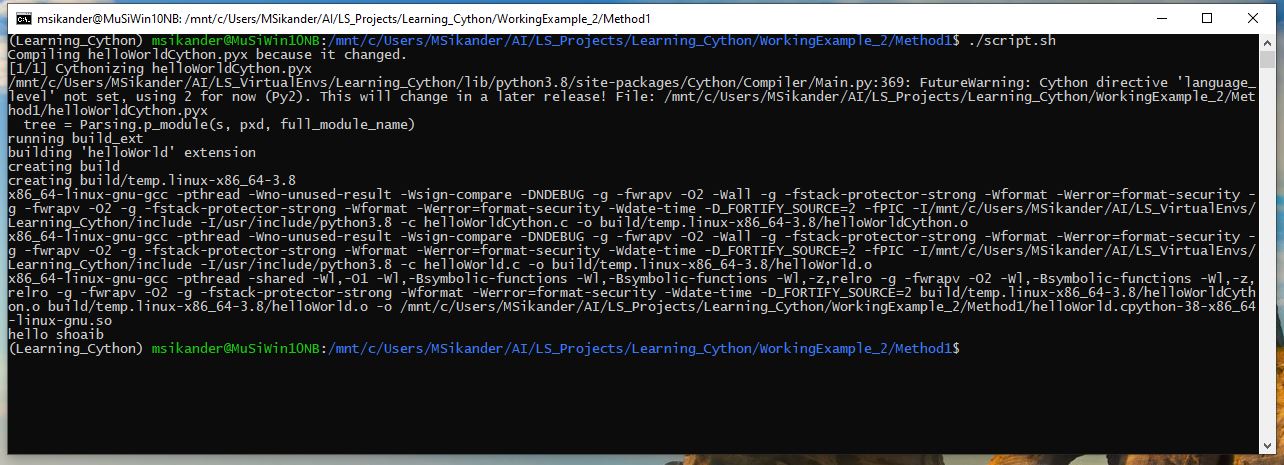 msikander@MuSiWin10NB: /mnt/c/Users/MSikander/AI/LS_Projects/Learning_Cython/WorkingExample_2/Method1
(Learning_Cython) msikander@MuSiWin10NB:/mnt/c/Users/MSikander/AI/LS_Projects/Learning_Cython/WorkingExample_2/Method1$ ./script.sh
Compiling helloWorldCython.pyx because it changed.
[1/1] Cythonizing helloWorldCython.pyx
/mnt/c/Users/MSikander/AI/LS_VirtualEnvs/Learning_Cython/lib/python3.8/site-packages/Cython/Compiler/Main.py:369: FutureWarning: Cython directive 'language_
level' not set, using 2 for now (Py2). This will change in a later release! File: /mnt/c/Users/MSikander/AI/LS_Projects/Learning_Cython/WorkingExample_2/Met
hod1/helloWorldCython.pyx
  tree = Parsing.p_module(s, pxd, full_module_name)
running build_ext
building 'helloWorld' extension
creating build
creating build/temp.linux-x86_64-3.8
x86_64-linux-gnu-gcc -pthread -Wno-unused-result -Wsign-compare -DNDEBUG -g -fwrapv -O2 -Wall -g -fstack-protector-strong -Wformat -Werror=format-security -
g -fwrapv -O2 -g -fstack-protector-strong -Wformat -Werror=format-security -Wdate-time -D_FORTIFY_SOURCE=2 -fPIC -I/mnt/c/Users/MSikander/AI/LS_VirtualEnvs/
Learning_Cython/include -I/usr/include/python3.8 -c helloWorldCython.c -o build/temp.linux-x86_64-3.8/helloWorldCython.o
x86_64-linux-gnu-gcc -pthread -Wno-unused-result -Wsign-compare -DNDEBUG -g -fwrapv -O2 -Wall -g -fstack-protector-strong -Wformat -Werror=format-security -
g -fwrapv -O2 -g -fstack-protector-strong -Wformat -Werror=format-security -Wdate-time -D_FORTIFY_SOURCE=2 -fPIC -I/mnt/c/Users/MSikander/AI/LS_VirtualEnvs/
Learning_Cython/include -I/usr/include/python3.8 -c helloWorld.c -o build/temp.linux-x86_64-3.8/helloWorld.o
x86_64-linux-gnu-gcc -pthread -shared -Wl,-O1 -Wl,-Bsymbolic-functions -Wl,-Bsymbolic-functions -Wl,-z,relro -g -fwrapv -O2 -Wl,-Bsymbolic-functions -Wl,-z,
relro -g -fwrapv -O2 -g -fstack-protector-strong -Wformat -Werror=format-security -Wdate-time -D_FORTIFY_SOURCE=2 build/temp.linux-x86_64-3.8/helloWorldCyth
on.o build/temp.linux-x86_64-3.8/helloWorld.o -o /mnt/c/Users/MSikander/AI/LS_Projects/Learning_Cython/WorkingExample_2/Method1/helloWorld.cpython-38-x86_64
-linux-gnu.so
hello shoaib
(Learning_Cython) msikander@MuSiWin10NB:/mnt/c/Users/MSikander/AI/LS_Projects/Learning_Cython/WorkingExample_2/Method1$